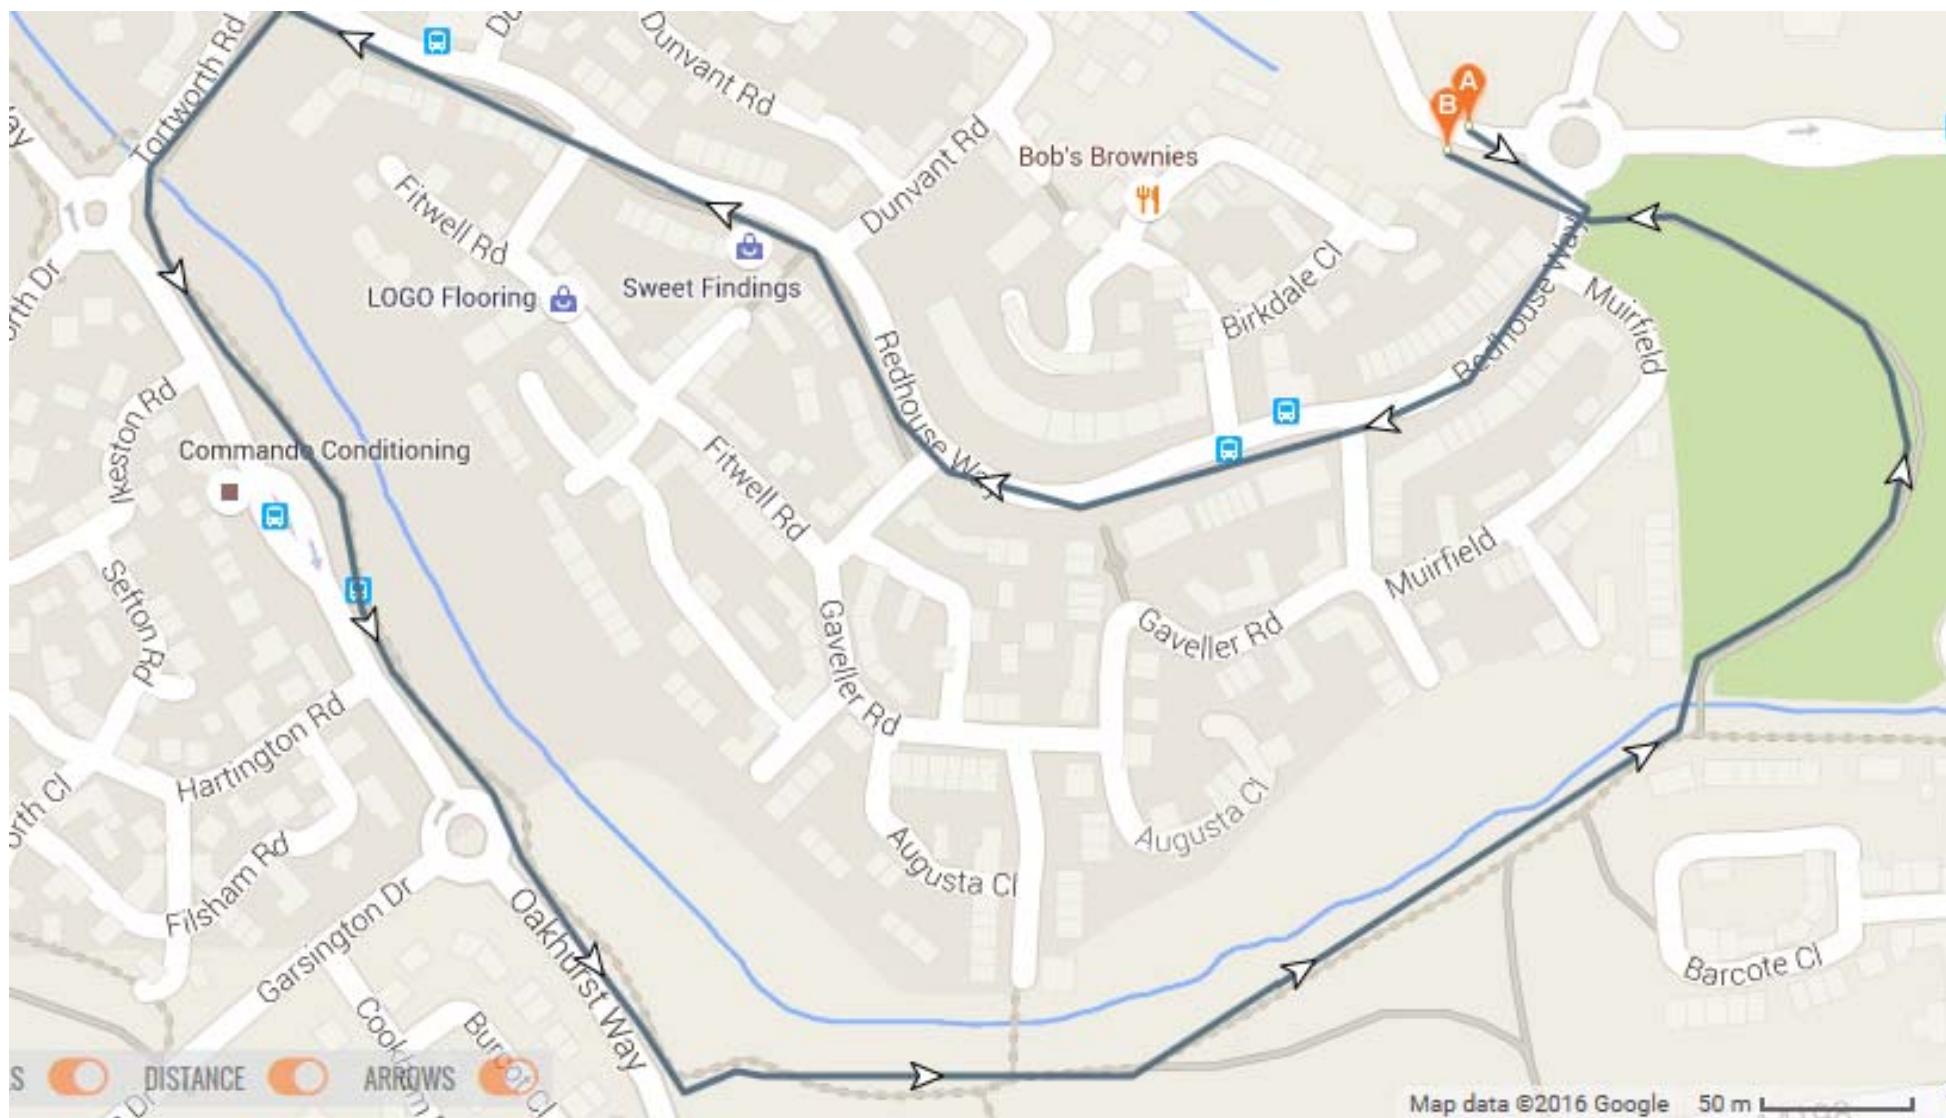 Tortworth Rd
Dunvant Rd
Dunvant Rd
A
B
Bob's Brownies
Fitwell Rd
Sweet Findings
LOGO Flooring
Birkdale Cl
Redhouse Way
Muirfield
Redhouse Way
Ikeston Rd
Commando Conditioning
Fitwell Rd
Muirfield
Sefton Rd
Gaveller Rd
Gaveller Rd
Hartington Rd
Augusta Cl
Augusta Cl
Filsham Rd
Garsington Dr
Oakhurst Way
Barcote Cl
Burcot Cl
S DISTANCE ARROWS
Map data ©2016 Google 50 m